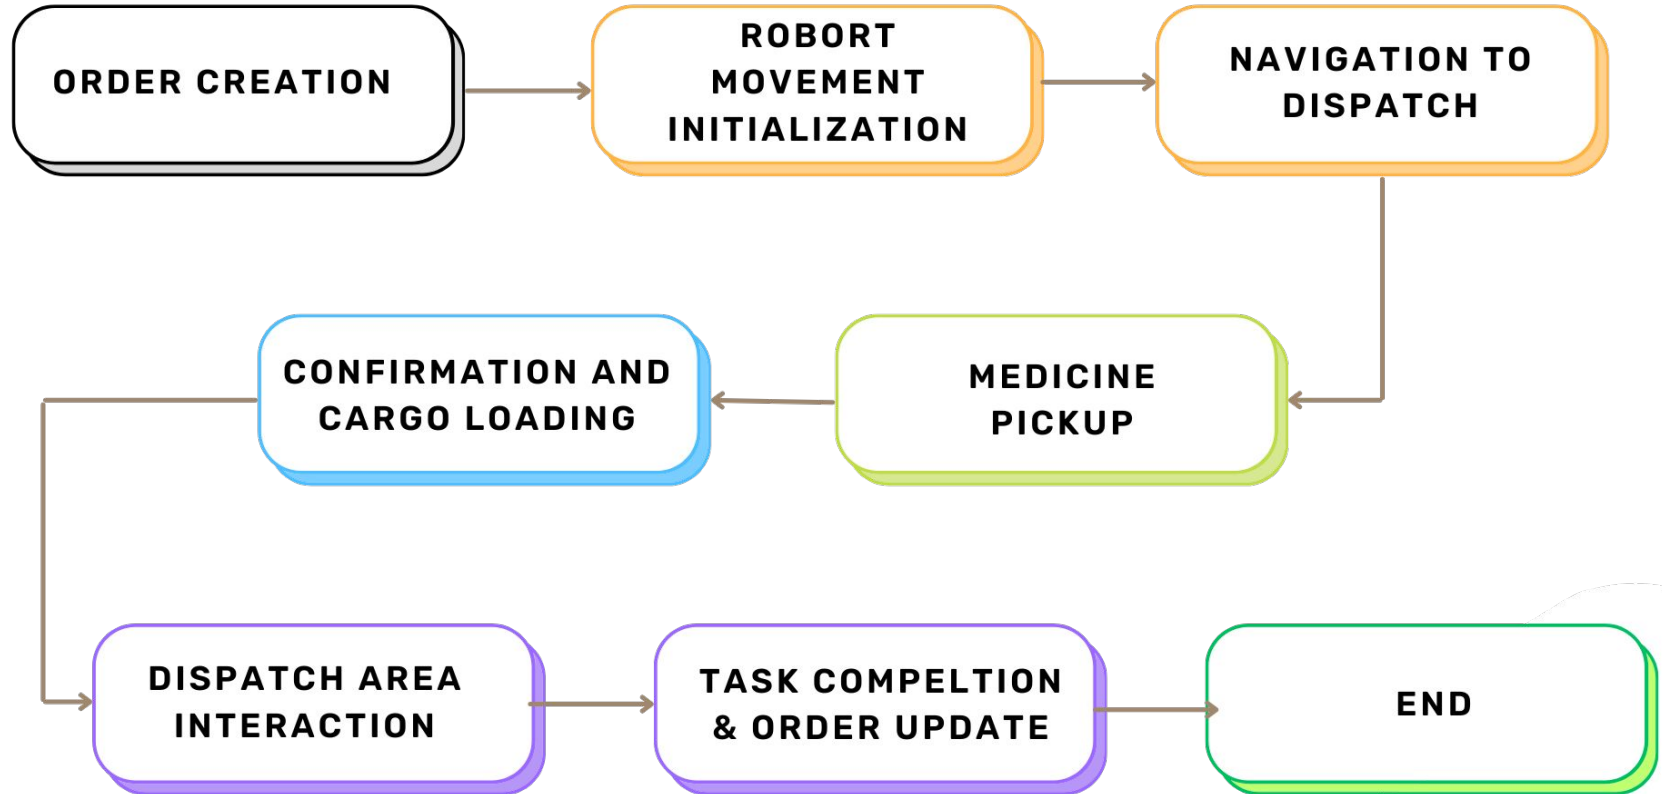 ORDER CREATION
ROBORT
MOVEMENT
INITIALIZATION
NAVIGATION TO
DISPATCH
MEDICINE
PICKUP
CONFIRMATION AND
CARGO LOADING
DISPATCH AREA
INTERACTION
TASK COMPELTION
& ORDER UPDATE
END